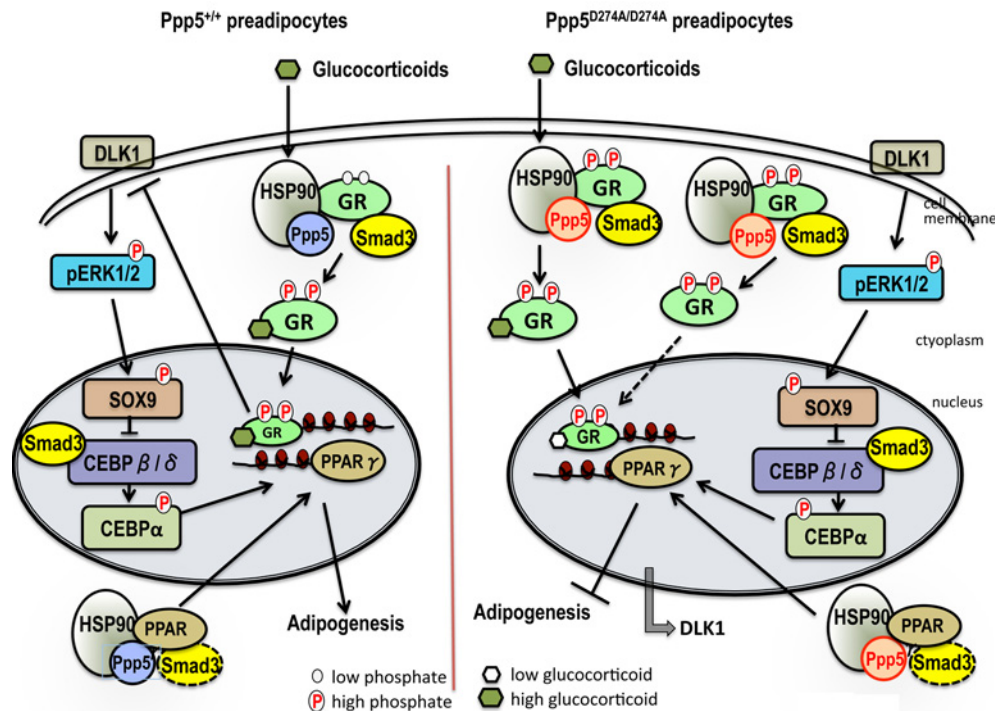 Ppp5+/+ preadipocytes
Glucocorticoids
DLK1
HSP90
GR
Ppp5
Smad3
P
pERK1/2
P P
GR
P
SOX9
Smad3
CEBP β / δ
P
CEBPα
P P
GR
PPAR γ
HSP90
PPAR
Ppp5
Smad3
Adipogenesis
low phosphate
P high phosphate
Ppp5D274A/D274A preadipocytes
Glucocorticoids
HSP90
P P
GR
Ppp5
Smad3
HSP90
P P
GR
Ppp5
Smad3
DLK1
cell
membrane
P
pERK1/2
P P
GR
P P
GR
ctyoplasm
nucleus
P
SOX9
Smad3
CEBP β / δ
P
CEBPα
P P
GR
PPAR γ
Adipogenesis
DLK1
HSP90
PPAR
Ppp5
Smad3
low glucocorticoid
high glucocorticoid